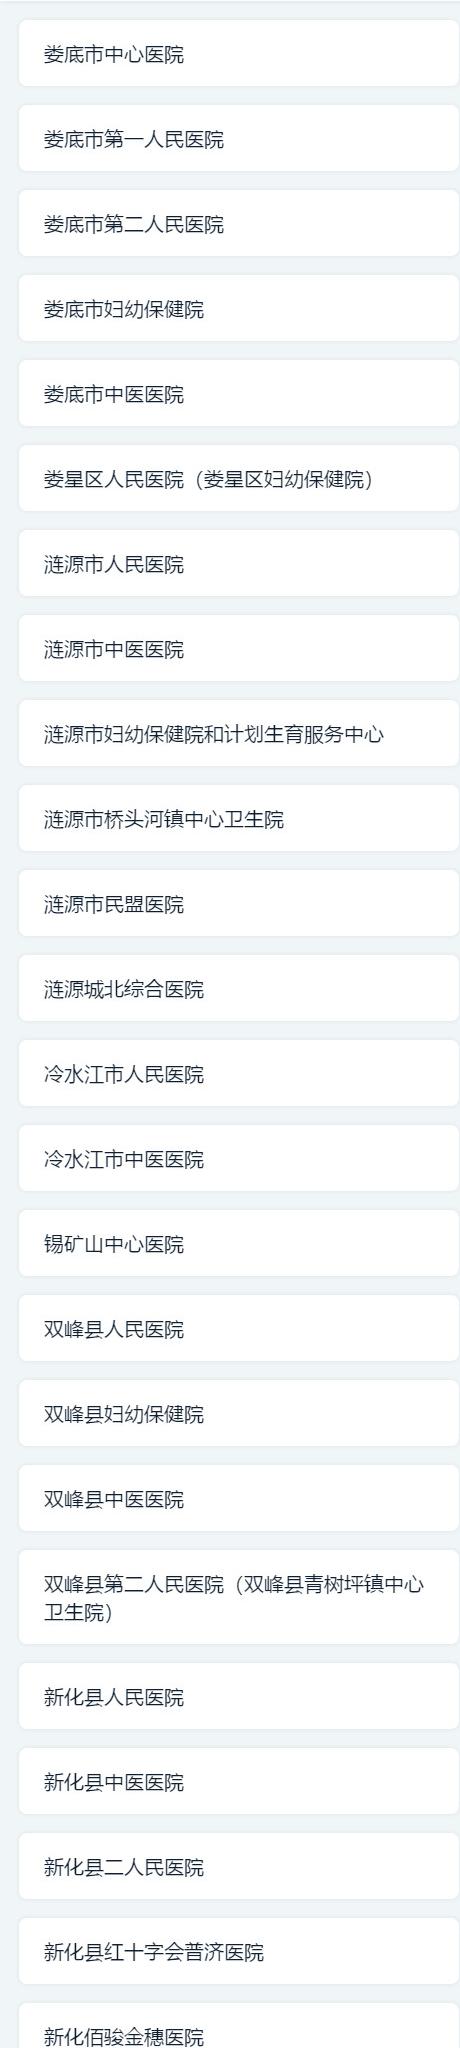 娄底市中心医院
娄底市第一人民医院
娄底市第二人民医院
娄底市妇幼保健院
娄底市中医医院
娄星区人民医院（娄星区妇幼保健院）
涟源市人民医院
涟源市中医医院
涟源市妇幼保健院和计划生育服务中心
涟源市桥头河镇中心卫生院
涟源市民盟医院
涟源城北综合医院
冷水江市人民医院
冷水江市中医医院
锡矿山中心医院
双峰县人民医院
双峰县妇幼保健院
双峰县中医医院
双峰县第二人民医院（双峰县青树坪镇中心
卫生院）
新化县人民医院
新化县中医医院
新化县二人民医院
新化县红十字会普济医院
新化佰骏金穗医院